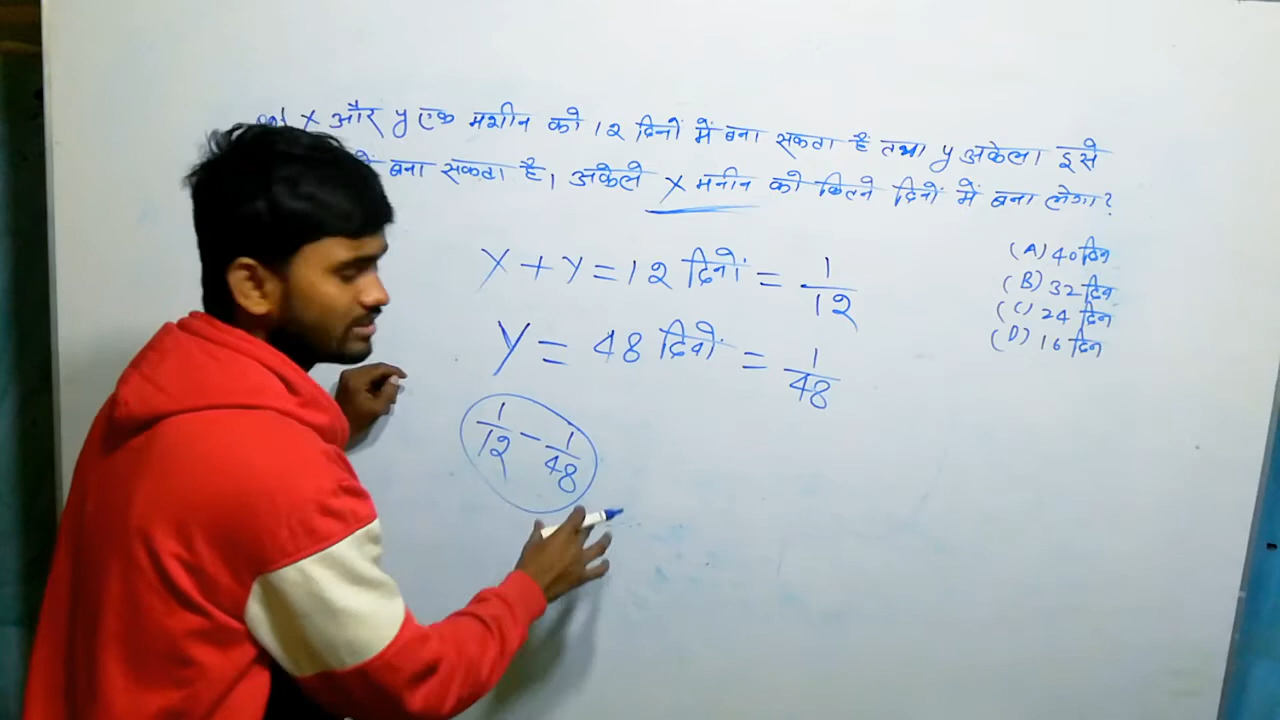 X और y एक मशीन को 12 दिनों में बना सकता हैं तथा y अकेला इसे
बना सकता है। अकेले X मशीन को कितने दिनों में बना लेगा?
(A) 40 दिन
(B) 32 दिन
(C) 24 दिन
(D) 16 दिन
X + Y = 12 दिनों = 1/12
Y = 48 दिनों = 1/48
1/12 - 1/48